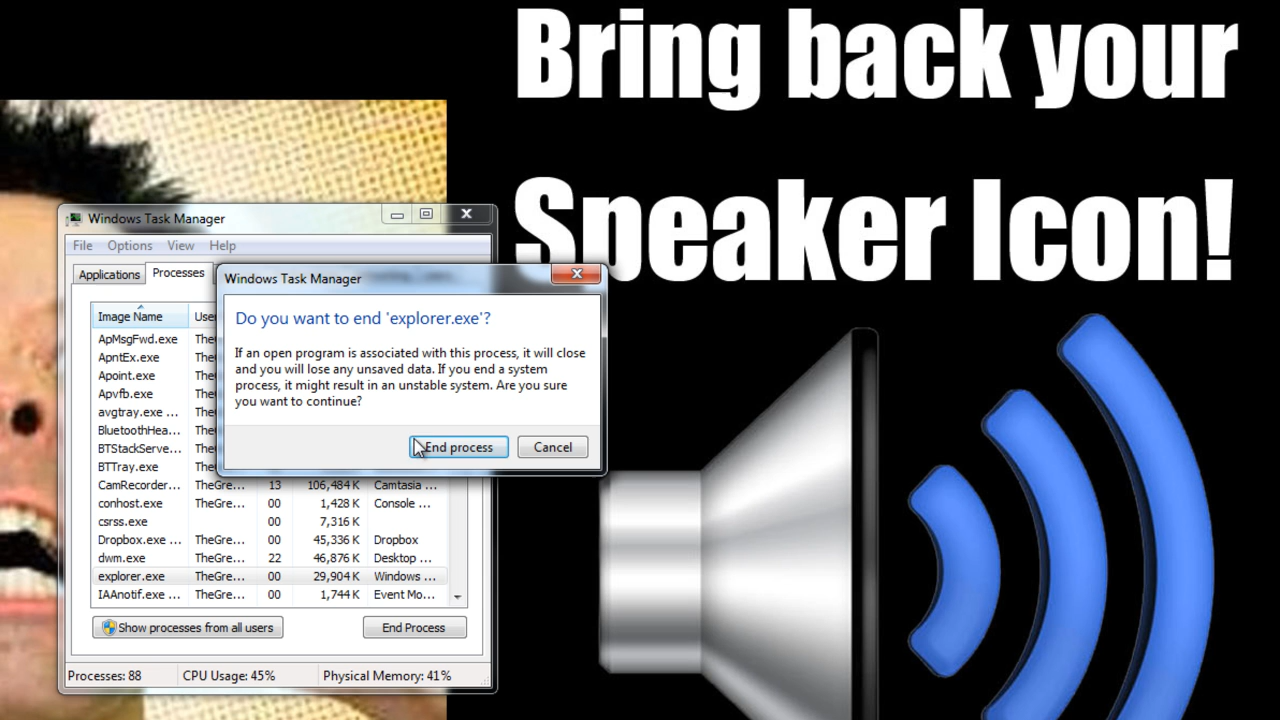 Bring back your
Speaker Icon!
Windows Task Manager
File Options View Help
Applications Processes
Windows Task Manager
Do you want to end 'explorer.exe'?
If an open program is associated with this process, it will close
and you will lose any unsaved data. If you end a system
process, it might result in an unstable system. Are you sure
you want to continue?
End process Cancel
Image Name
ApMsgFwd.exe
ApntEx.exe
Apoint.exe
Apvfb.exe
avgtray.exe ...
BluetoothHea...
BTStackServe...
BTTray.exe
CamRecorder... TheGre... 13 106,484 K Camtasia ...
conhost.exe TheGre... 00 1,428 K Console ...
csrss.exe 00 7,316 K
Dropbox.exe ... TheGre... 00 45,336 K Dropbox
dwm.exe TheGre... 22 46,876 K Desktop ...
explorer.exe TheGre... 00 29,904 K Windows ...
IAAnotif.exe ... TheGre... 00 1,744 K Event Mo...
Show processes from all users End Process
Processes: 88 CPU Usage: 45% Physical Memory: 41%